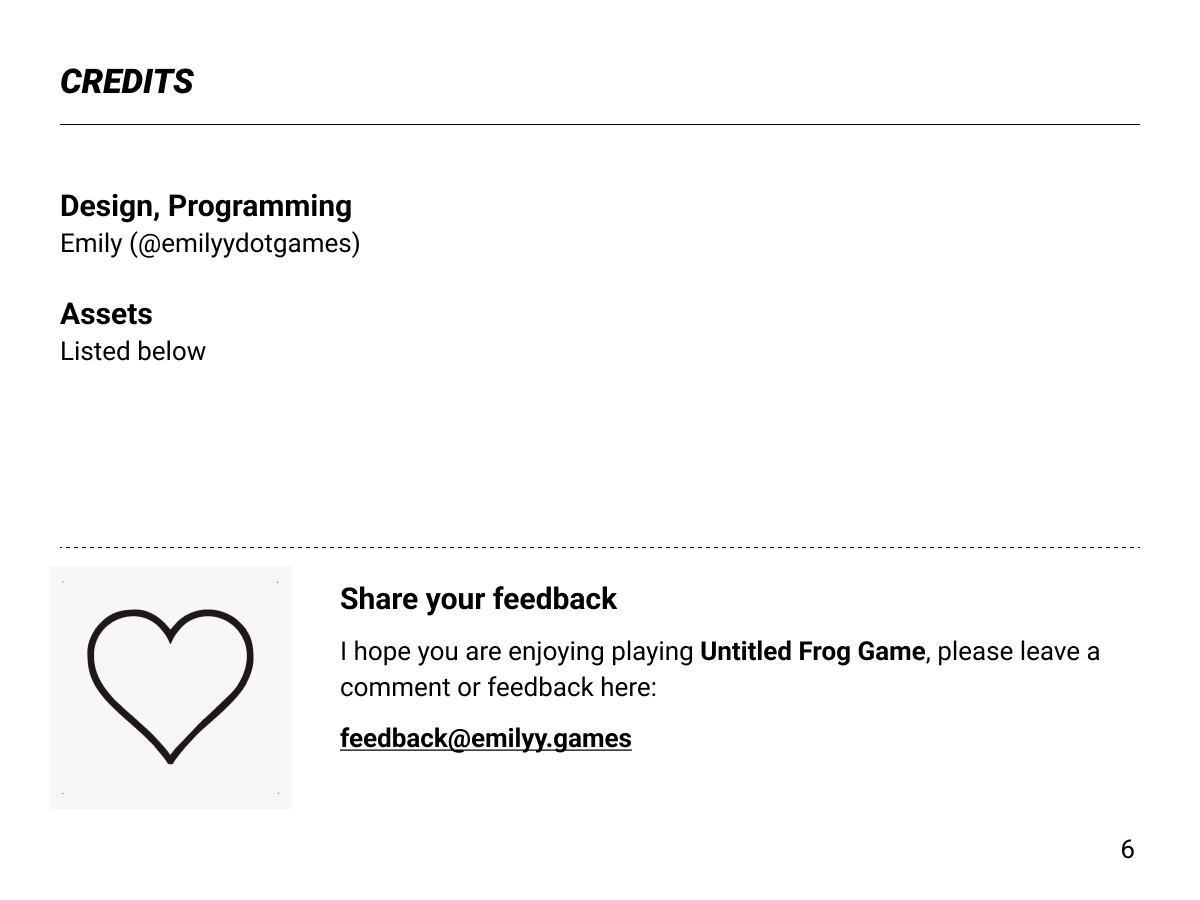 CREDITS
Design, Programming
Emily (@emilyydotgames)
Assets
Listed below
Share your feedback
I hope you are enjoying playing Untitled Frog Game, please leave a
comment or feedback here:
feedback@emilyy.games
6